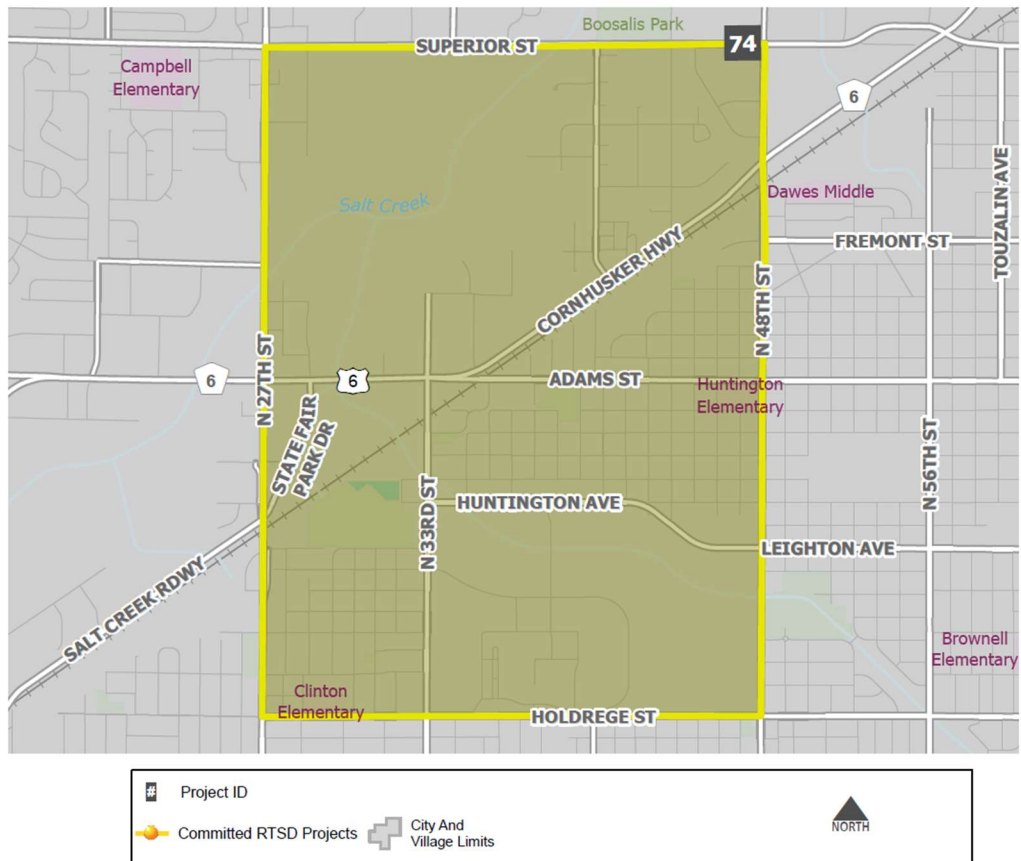 Boosalis Park
SUPERIOR ST
74
Campbell
Elementary
6
Salt Creek
Dawes Middle
TOUZALIN AVE
FREMONT ST
CORNHUSKER HWY
N 48TH ST
N 27TH ST
6
6
ADAMS ST
Huntington
Elementary
STATE FAIR
PARK DR
N 33RD ST
HUNTINGTON AVE
N 56TH ST
LEIGHTON AVE
SALT CREEK RDWY
Brownell
Elementary
Clinton
Elementary
HOLDREGE ST
# Project ID
Committed RTSD Projects
City And
Village Limits
NORTH